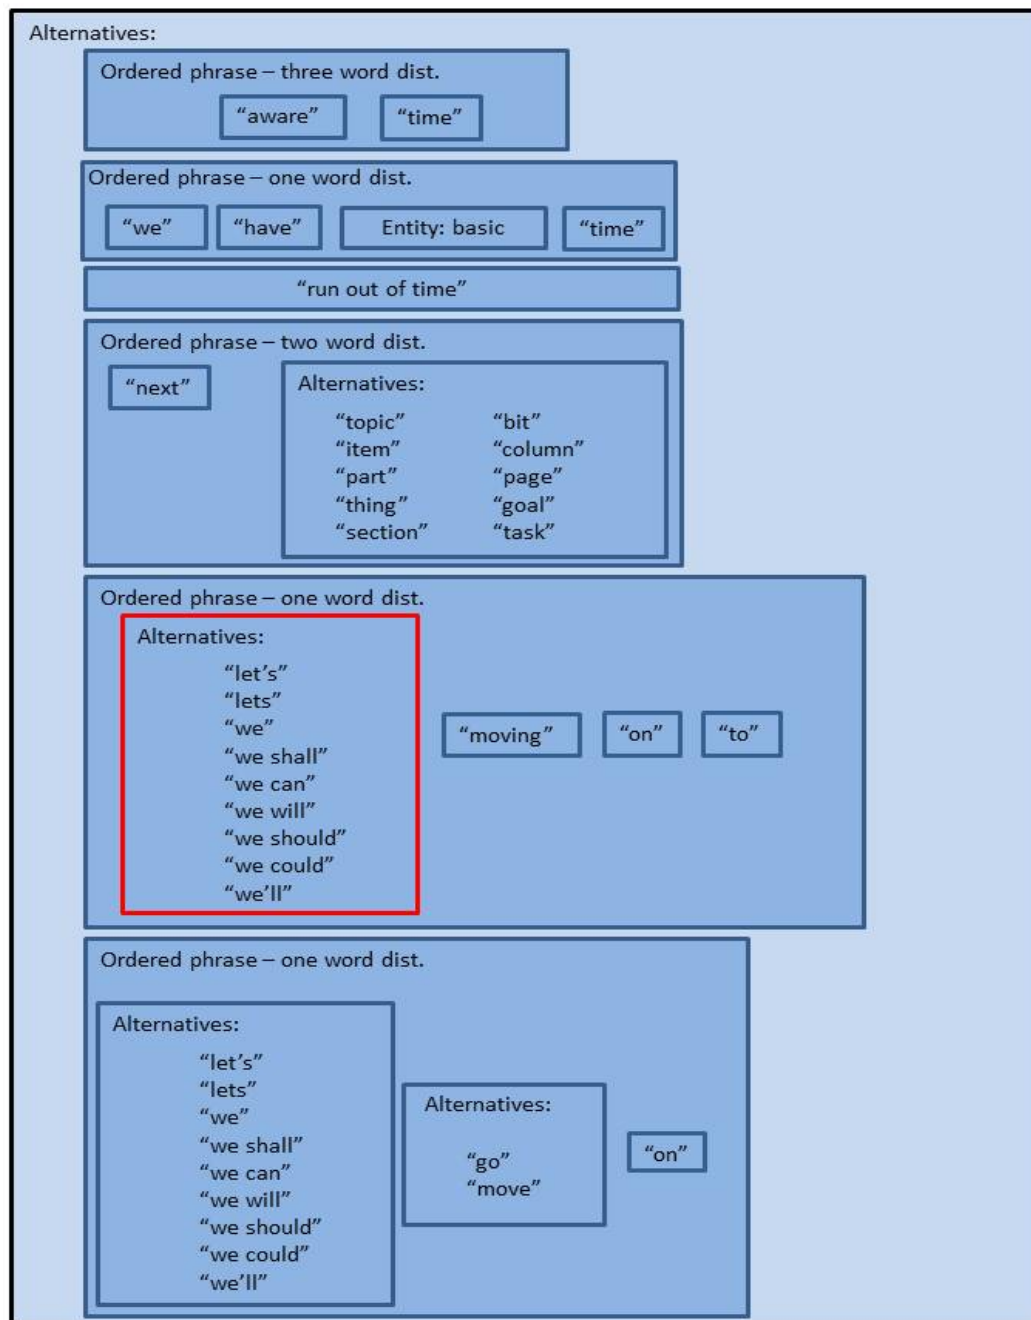 Alternatives:
Ordered phrase – three word dist.
“aware” “time”
Ordered phrase – one word dist.
“we” “have” Entity: basic “time”
“run out of time”
Ordered phrase – two word dist.
“next” Alternatives:
“topic” “bit”
“item” “column”
“part” “page”
“thing” “goal”
“section” “task”
Ordered phrase – one word dist.
Alternatives:
“let’s”
“lets”
“we”
“we shall”
“we can”
“we will”
“we should”
“we could”
“we’ll”
“moving” “on” “to”
Ordered phrase – one word dist.
Alternatives:
“let’s”
“lets”
“we”
“we shall”
“we can”
“we will”
“we should”
“we could”
“we’ll”
Alternatives:
“go”
“move”
“on”